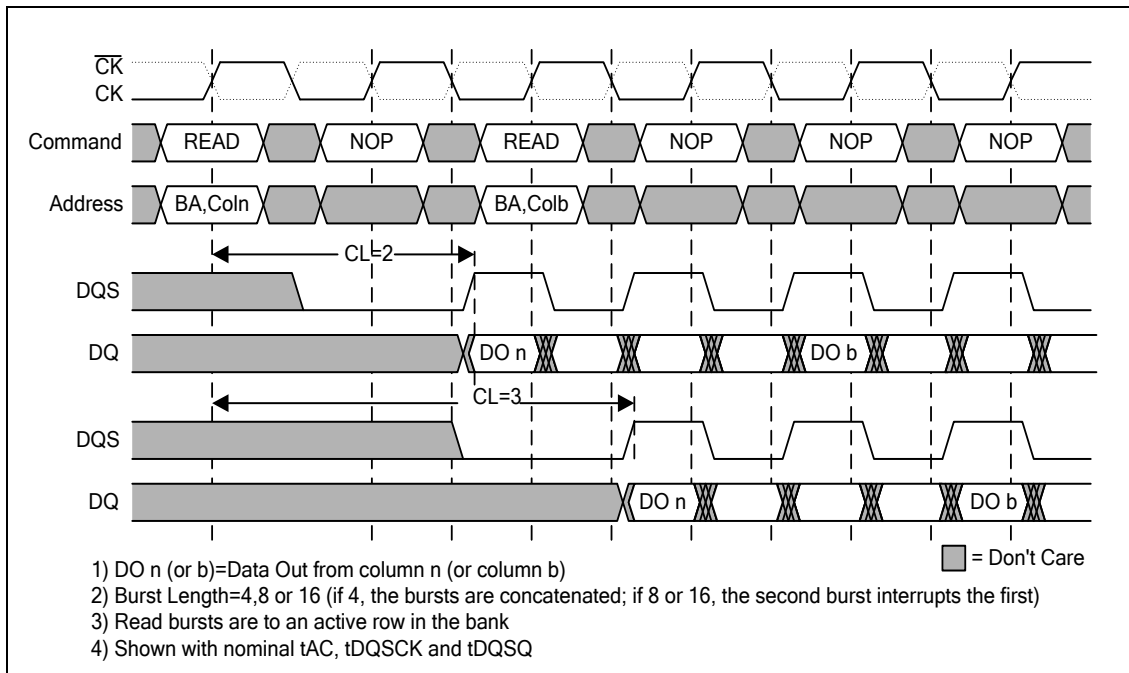 CK
CK
Command READ NOP READ NOP NOP NOP
Address BA,Coln BA,Colb
CL=2
DQS
DQ DO n DO b
CL=3
DQS
DQ DO n DO b
= Don't Care
1) DO n (or b)=Data Out from column n (or column b)
2) Burst Length=4,8 or 16 (if 4, the bursts are concatenated; if 8 or 16, the second burst interrupts the first)
3) Read bursts are to an active row in the bank
4) Shown with nominal tAC, tDQSCK and tDQSQ